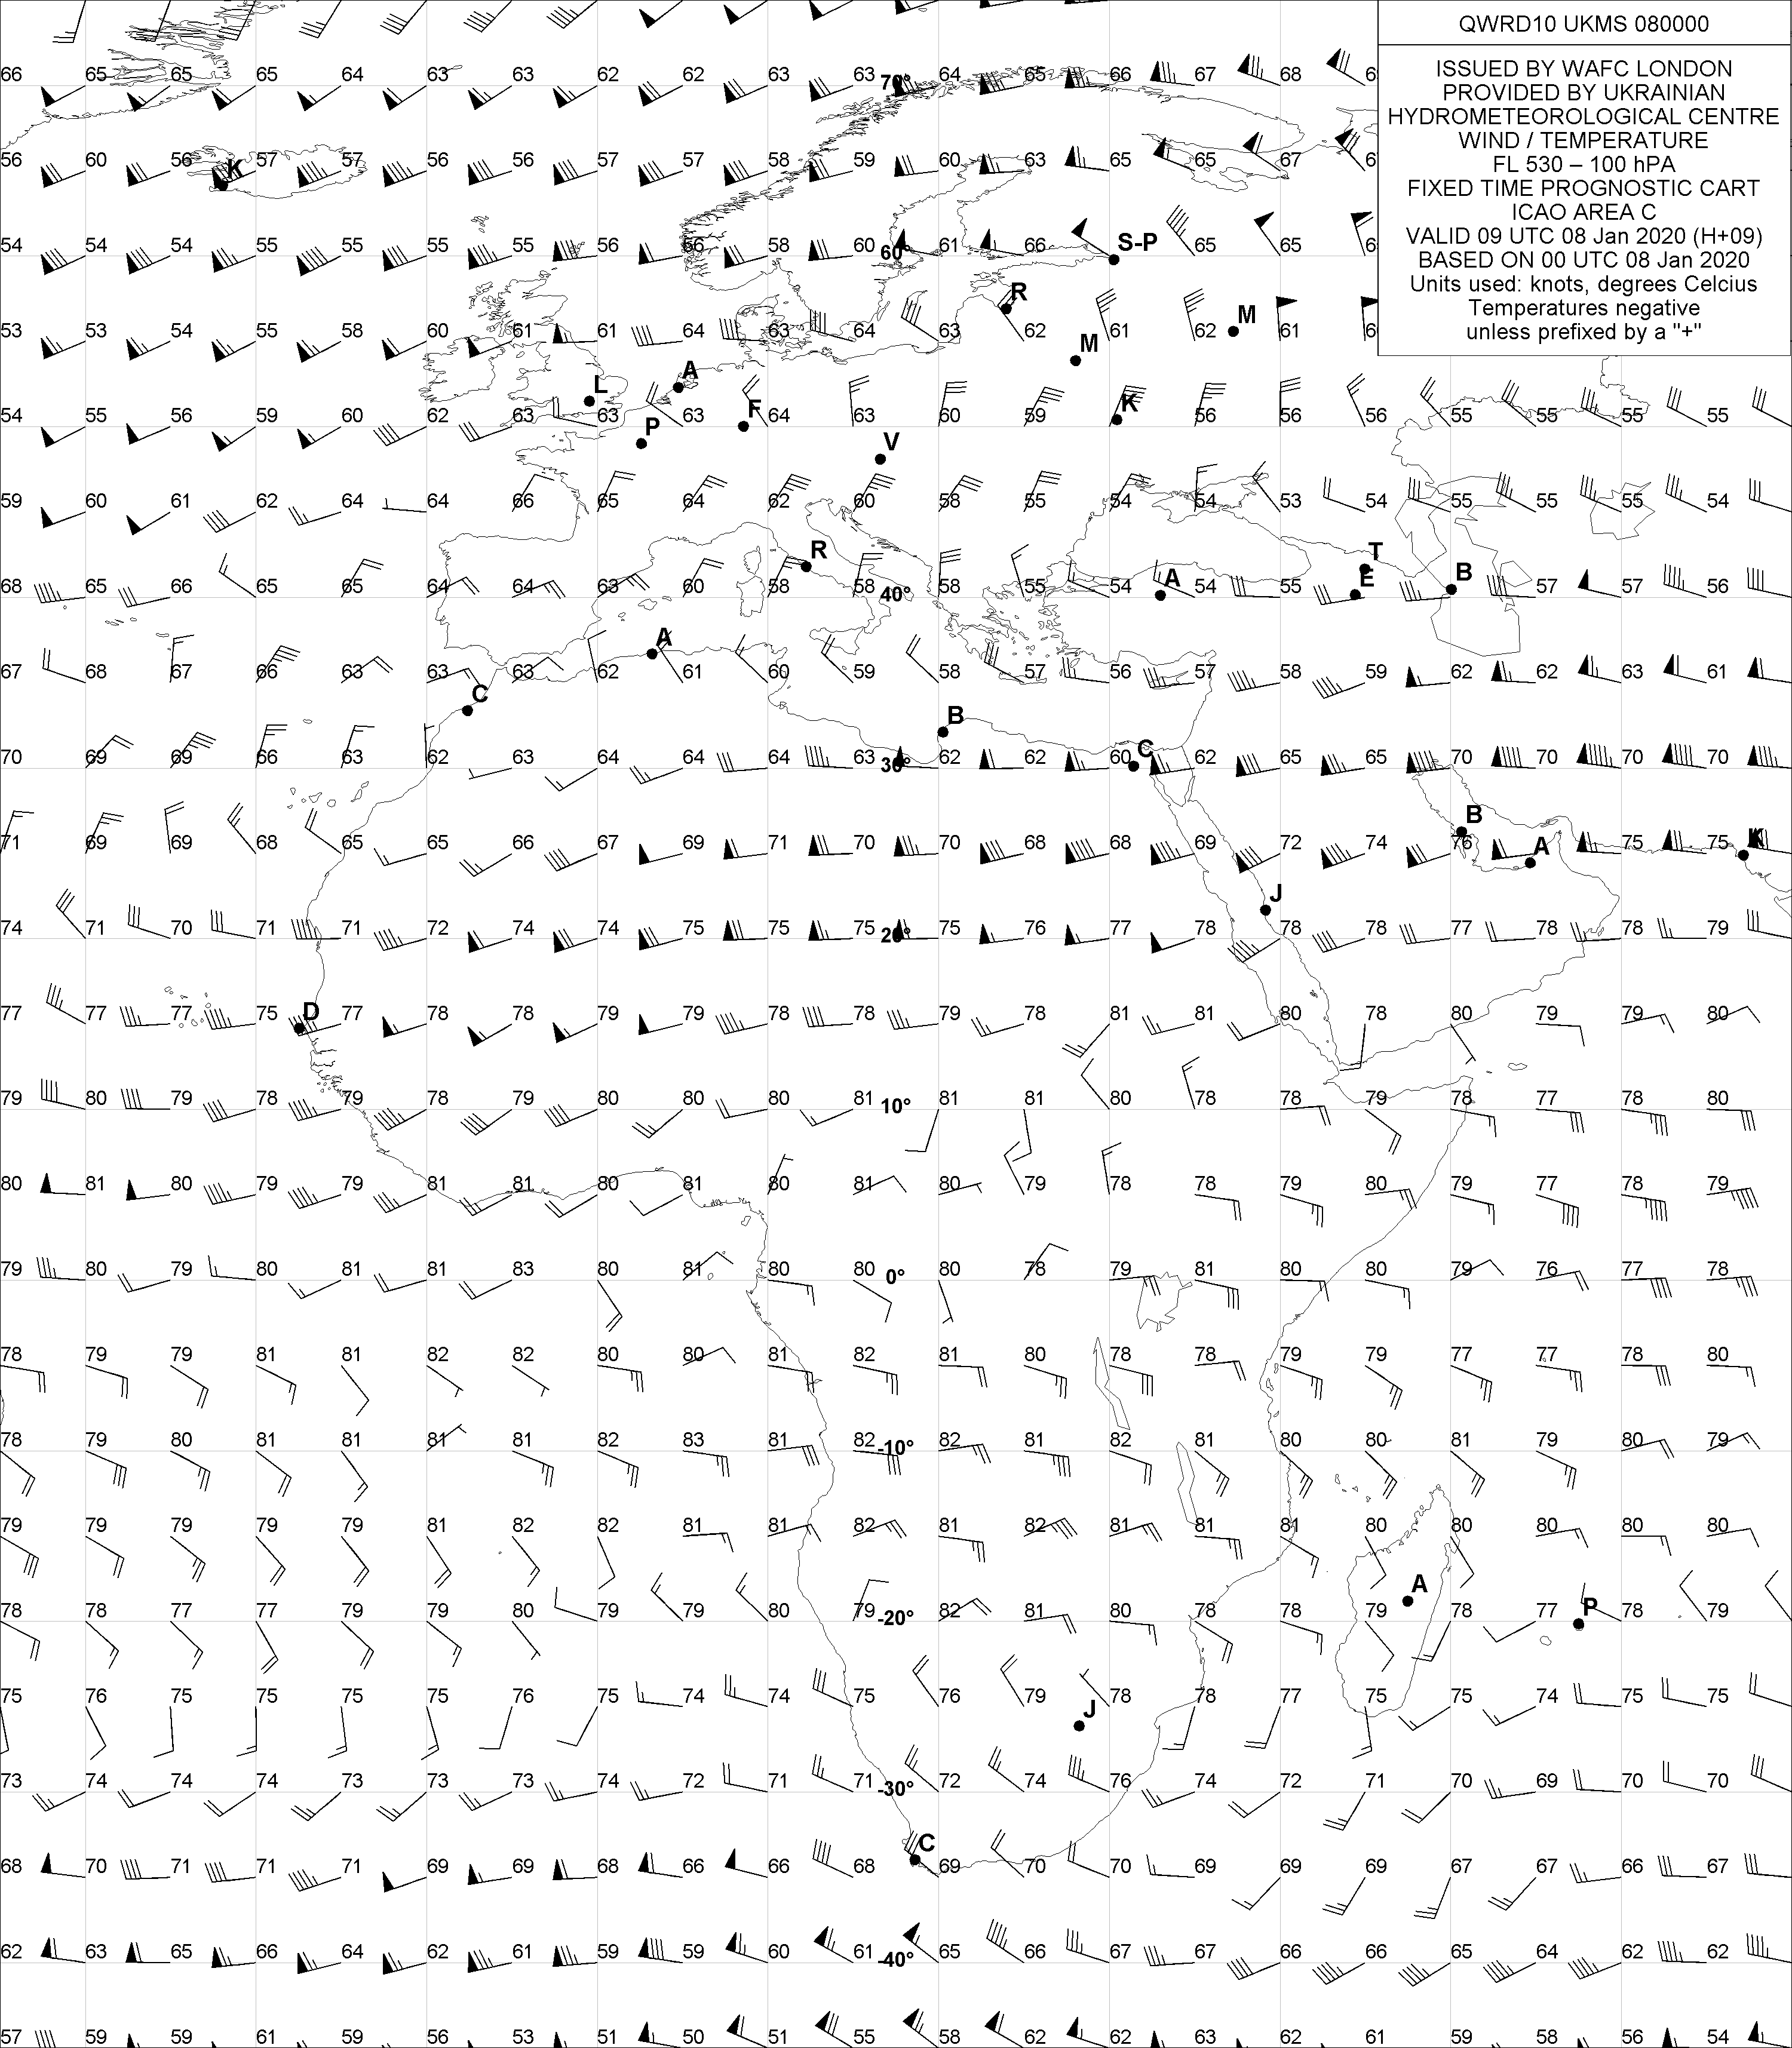 QWRD10 UKMS 080000
ISSUED BY WAFC LONDON
PROVIDED BY UKRAINIAN
HYDROMETEOROLOGICAL CENTRE
WIND / TEMPERATURE
FL 530 – 100 hPA
FIXED TIME PROGNOSTIC CART
ICAO AREA C
VALID 09 UTC 08 Jan 2020 (H+09)
BASED ON 00 UTC 08 Jan 2020
Units used: knots, degrees Celcius
Temperatures negative
unless prefixed by a "+"
66 65 65 65 64 63 63 62 62 63 63 70° 64 65 66 67 68 6
56 60 56 K 57 57 56 56 57 57 58 59 60 63 65 65 67 6
54 54 54 55 55 55 55 56 56 58 60 60° 61 66 S-P 65 65 6
R M
53 53 54 55 58 60 61 61 64 63 64 63 62 M 61 62 61 6
L A
54 55 56 59 60 62 63 63 P 63 F 64 63 60 59 K 56 56 56 55 55 55 55
V
59 60 61 62 64 64 66 65 64 62 60 58 55 54 54 53 54 55 55 55 54
R T
68 65 66 65 65 64 64 63 60 58 58 40° 58 55 54 A 54 55 E B 57 57 56
A
67 68 67 66 63 63 C 63 62 61 60 59 58 57 56 57 58 59 62 62 63 61
B
70 69 69 66 63 62 63 64 64 64 63 30° 62 62 60 C 62 65 65 70 70 70 70
B
71 69 69 68 65 65 66 67 69 71 70 70 68 68 69 72 74 76 A 75 75 K
J
74 71 70 71 71 72 74 74 75 75 75 20° 75 76 77 78 78 78 77 78 78 79
77 77 77 75 D 77 78 78 79 79 78 78 79 78 81 81 80 78 80 79 79 80
79 80 79 78 79 78 79 80 80 80 81 10° 81 81 80 78 78 79 78 77 78 80
80 81 80 79 79 81 81 80 81 80 81 80 79 78 78 79 80 79 77 78 79
79 80 79 80 81 81 83 80 81 80 80 0° 80 78 79 81 80 80 79 76 77 78
78 79 79 81 81 82 82 80 80 81 82 81 80 78 78 79 79 77 77 78 80
78 79 80 81 81 81 81 82 83 81 82 -10° 82 81 82 81 80 80 81 79 80 79
79 79 79 79 79 81 82 82 81 81 82 81 82 81 81 81 80 80 80 80 80
A
78 78 77 77 79 79 80 79 79 80 79 -20° 82 81 80 78 78 79 78 77 P 78 79
75 76 75 75 75 75 76 75 74 74 75 76 79 J 78 78 77 75 75 74 75 75
73 74 74 74 73 73 73 74 72 71 71 -30° 72 74 76 74 72 71 70 69 70 70
C
68 70 71 71 71 69 69 68 66 66 68 69 70 70 69 69 69 67 67 66 67
62 63 65 66 64 62 61 59 59 60 61 -40° 65 66 67 67 66 66 65 64 62 62
57 59 59 61 59 56 53 51 50 51 55 58 62 62 63 62 61 59 58 56 54